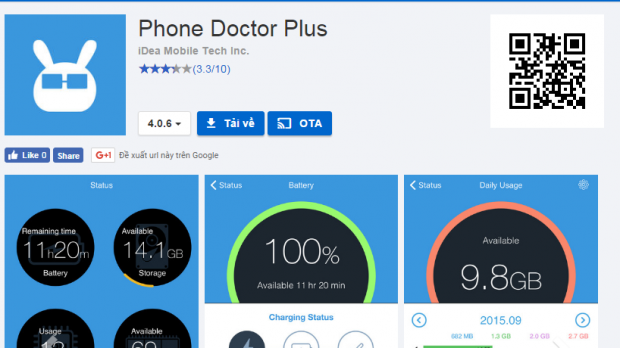 Phone Doctor Plus
iDea Mobile Tech Inc.
(3.3/10)
4.0.6 Tải về OTA
Like 0 Share G+1 Đề xuất url này trên Google
Status
Remaining time
11h20m
Battery
Available
14.1GB
Storage
Usage
Available
Status Battery
100%
Available 11 hr 20 min
Charging Status
Status Daily Usage
Available
9.8GB
2015.09
682 MB 1.3 GB 2.0 GB 2.7 GB